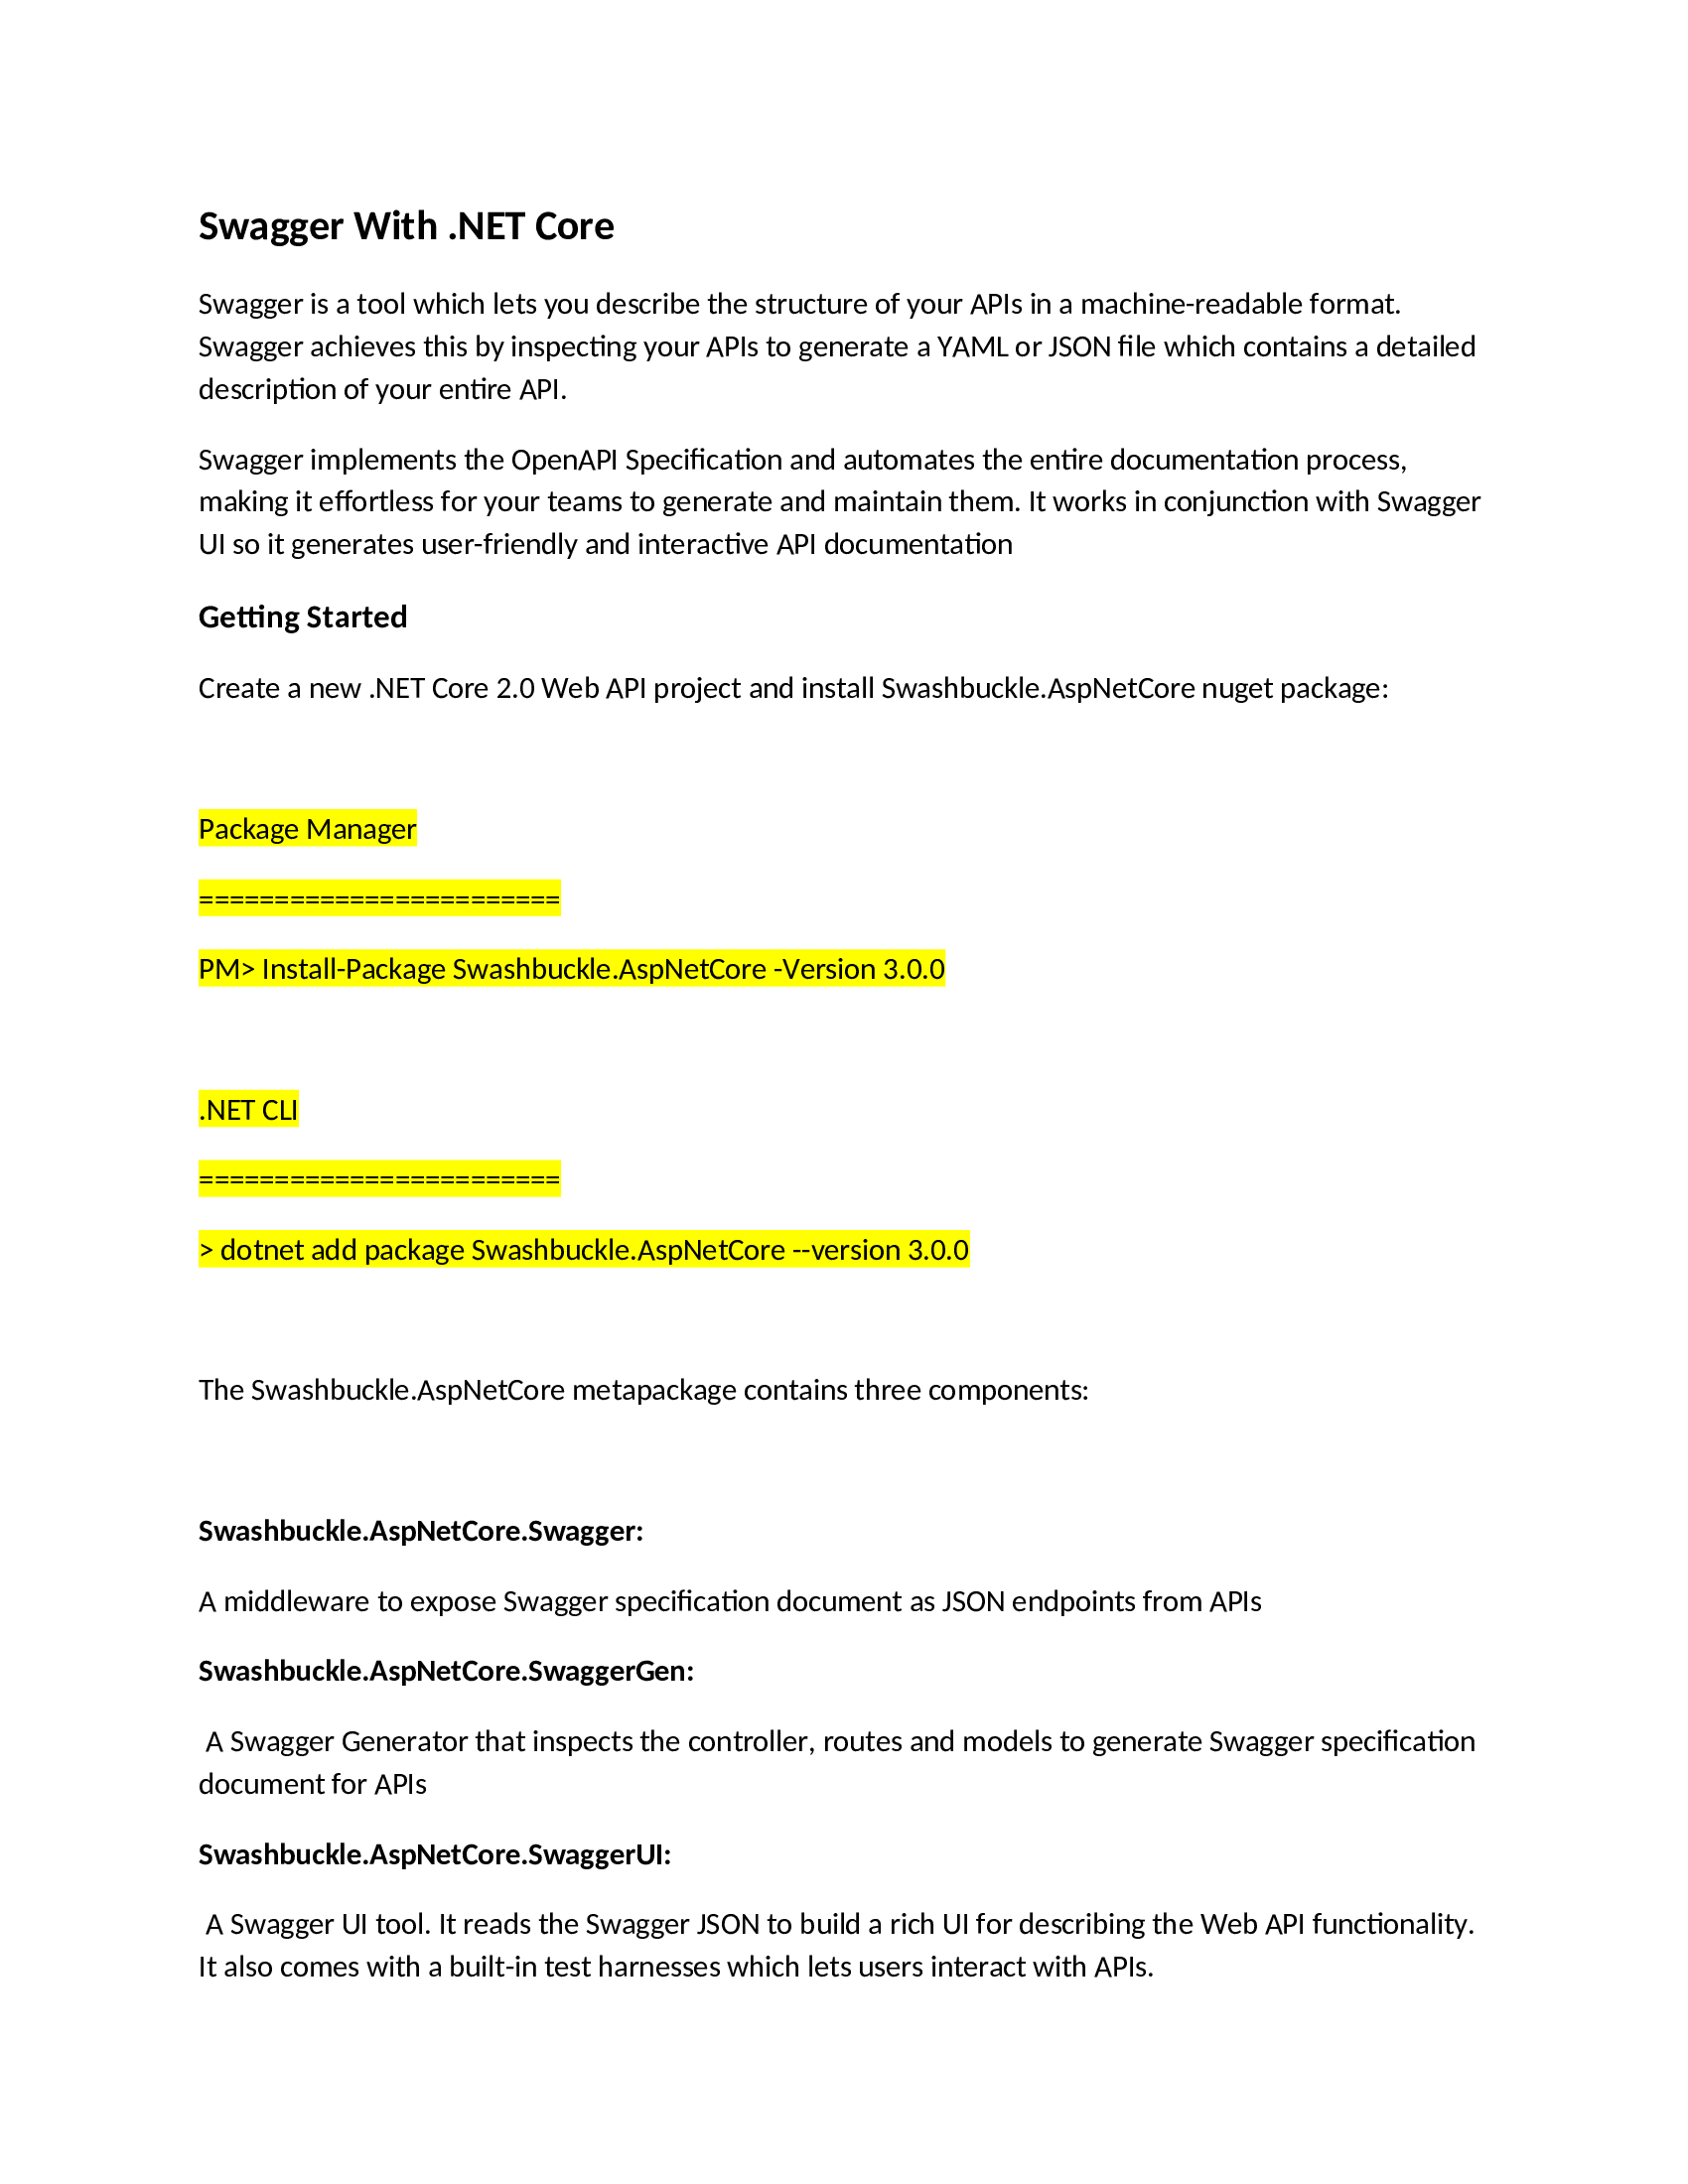 Swagger With .NET Core
Swagger is a tool which lets you describe the structure of your APIs in a machine-readable format.
Swagger achieves this by inspecting your APIs to generate a YAML or JSON file which contains a detailed
description of your entire API.
Swagger implements the OpenAPI Specification and automates the entire documentation process,
making it effortless for your teams to generate and maintain them. It works in conjunction with Swagger
UI so it generates user-friendly and interactive API documentation
Getting Started
Create a new .NET Core 2.0 Web API project and install Swashbuckle.AspNetCore nuget package:
Package Manager
========================
PM> Install-Package Swashbuckle.AspNetCore -Version 3.0.0
.NET CLI
========================
> dotnet add package Swashbuckle.AspNetCore --version 3.0.0
The Swashbuckle.AspNetCore metapackage contains three components:
Swashbuckle.AspNetCore.Swagger:
A middleware to expose Swagger specification document as JSON endpoints from APIs
Swashbuckle.AspNetCore.SwaggerGen:
A Swagger Generator that inspects the controller, routes and models to generate Swagger specification
document for APIs
Swashbuckle.AspNetCore.SwaggerUI:
A Swagger UI tool. It reads the Swagger JSON to build a rich UI for describing the Web API functionality.
It also comes with a built-in test harnesses which lets users interact with APIs.